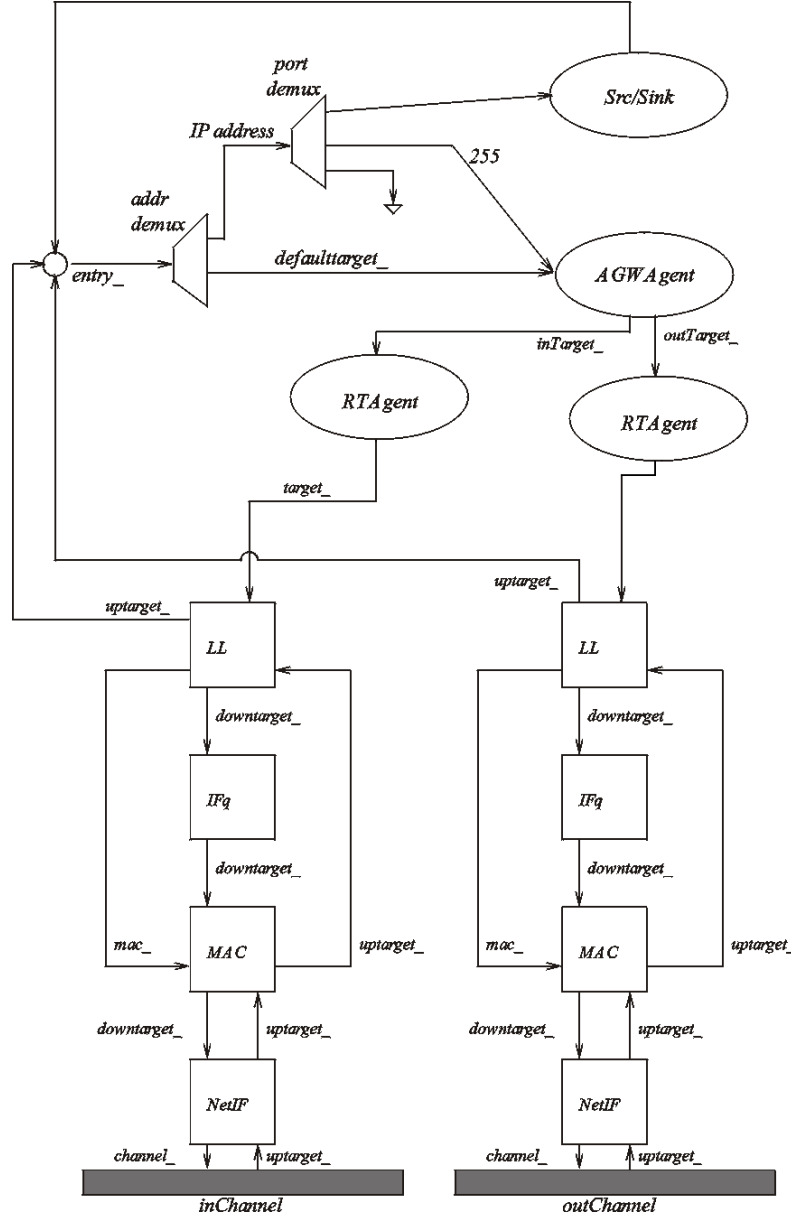 port
demux
Src/Sink
IP address
255
addr
demux
entry_
defaulttarget_
AGWAgent
inTarget_
outTarget_
RTAgent
RTAgent
target_
uptarget_
uptarget_
LL
LL
downtarget_
downtarget_
IFq
IFq
downtarget_
downtarget_
mac_
MAC
uptarget_
mac_
MAC
uptarget_
downtarget_
uptarget_
downtarget_
uptarget_
NetIF
NetIF
channel_
uptarget_
channel_
uptarget_
inChannel
outChannel